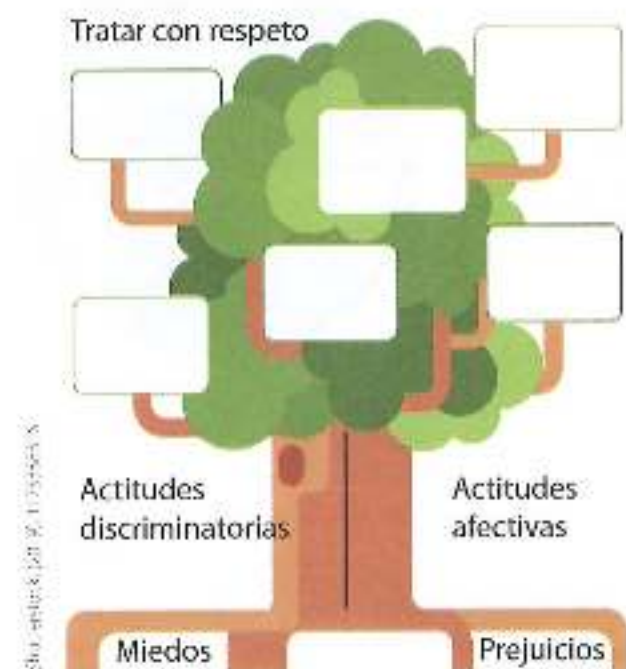 Tratar con respeto
Actitudes
discriminatorias
Actitudes
afectivas
Miedos
Prejuicios